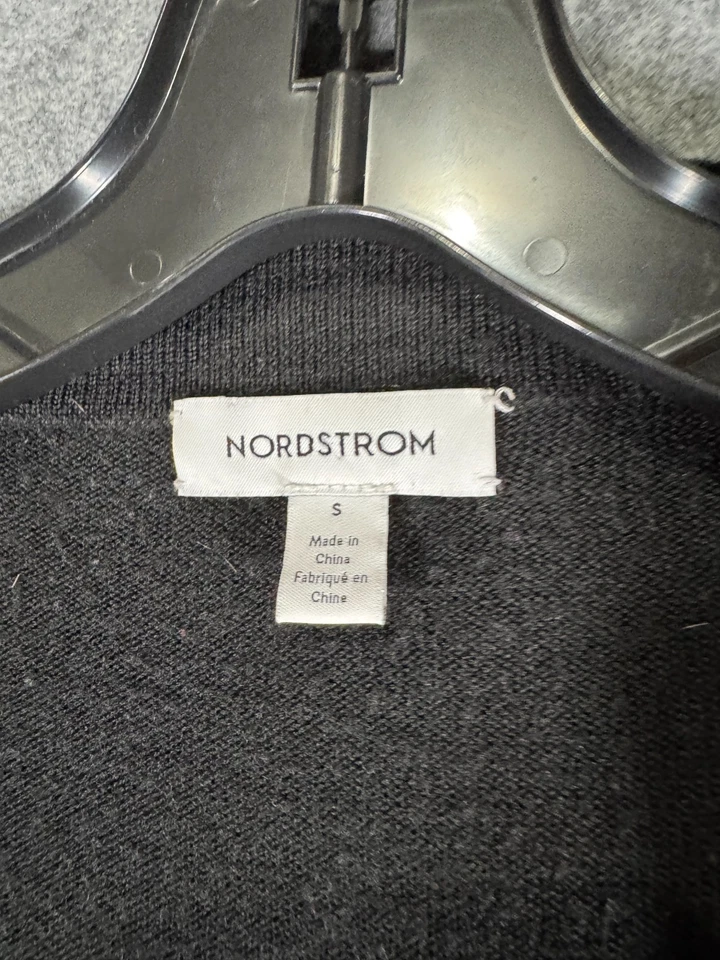 NORDSTROM
S
Made in
China
Fabriqué en
Chine